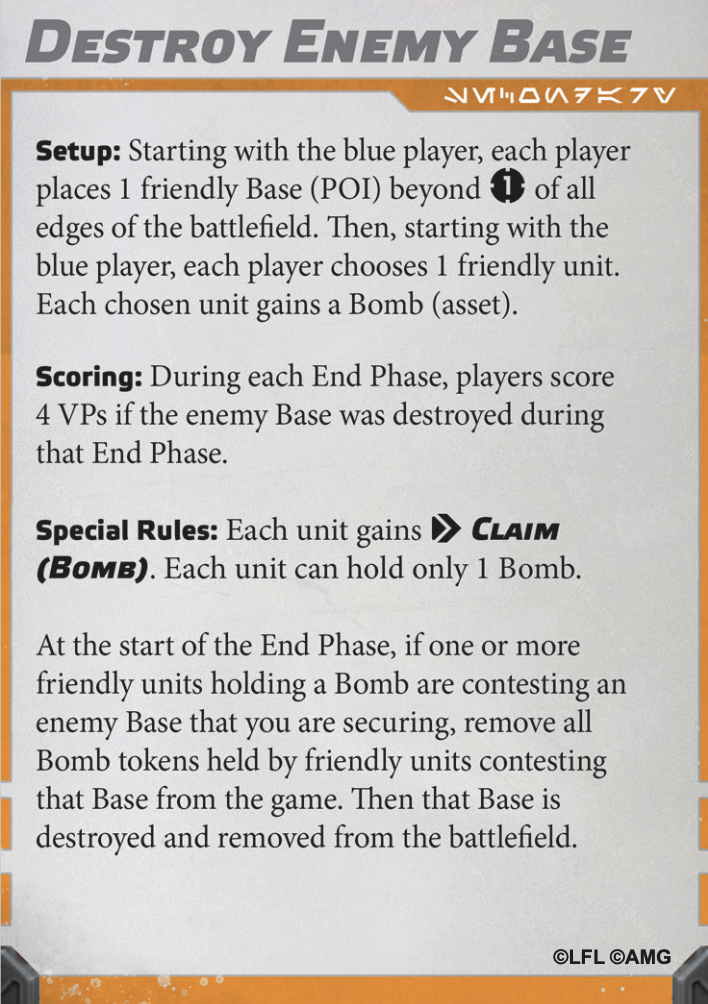 DESTROY ENEMY BASE
Setup: Starting with the blue player, each player
places 1 friendly Base (POI) beyond 1 of all
edges of the battlefield. Then, starting with the
blue player, each player chooses 1 friendly unit.
Each chosen unit gains a Bomb (asset).
Scoring: During each End Phase, players score
4 VPs if the enemy Base was destroyed during
that End Phase.
Special Rules: Each unit gains CLAIM
(BOMB). Each unit can hold only 1 Bomb.
At the start of the End Phase, if one or more
friendly units holding a Bomb are contesting an
enemy Base that you are securing, remove all
Bomb tokens held by friendly units contesting
that Base from the game. Then that Base is
destroyed and removed from the battlefield.
©LFL ©AMG